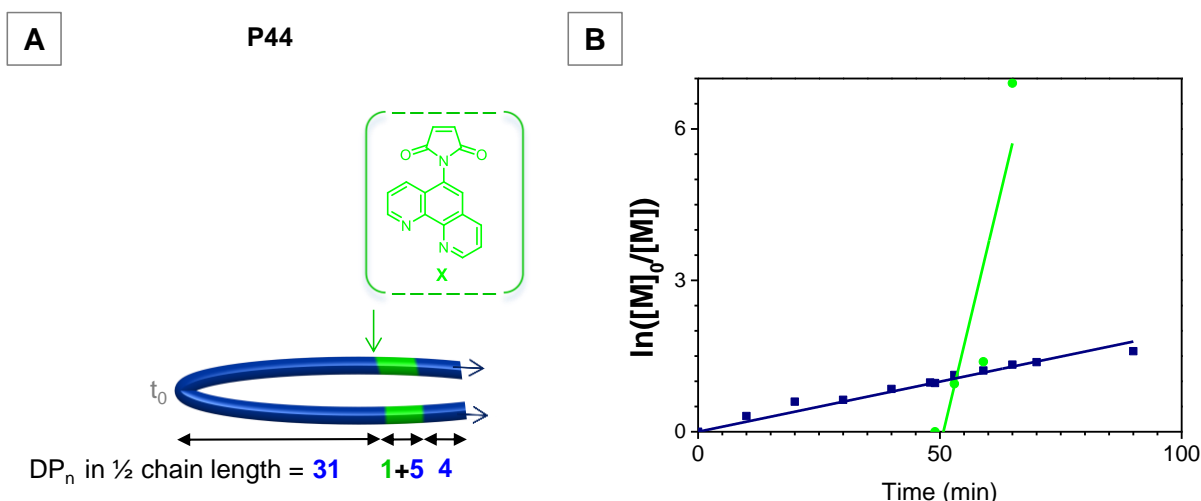 A
P44
O
N
O
N
N
X
t₀
DPₙ in ½ chain length = 31 1+5 4
B
ln([M]₀/[M])
6
3
0
0
50
100
Time (min)